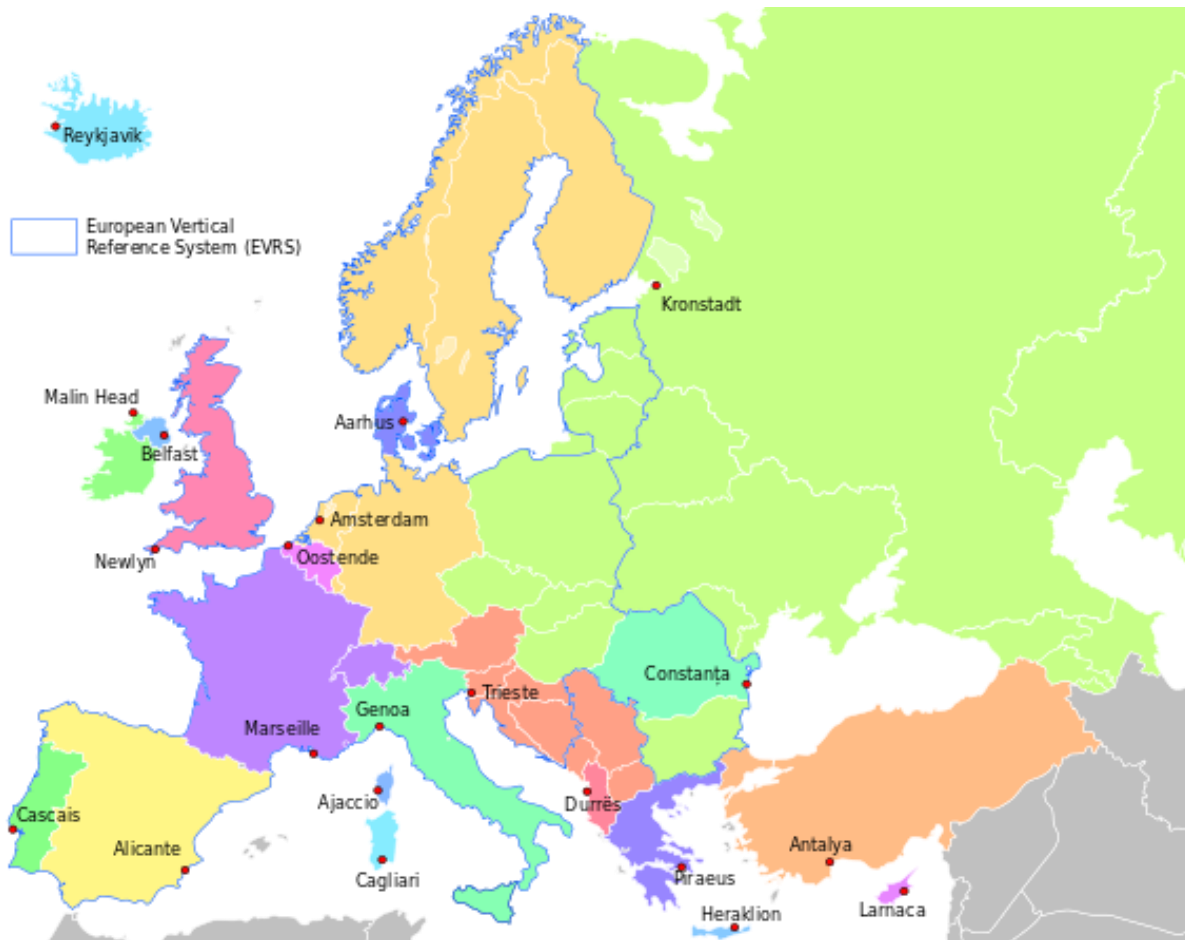 Reykjavik
European Vertical
Reference System (EVRS)
Kronstadt
Malin Head
Aarhus
Belfast
Amsterdam
Newlyn
Oostende
Constanța
Trieste
Genoa
Marseille
Ajaccio
Durrës
Cascais
Alicante
Antalya
Cagliari
Piraeus
Heraklion
Larnaca